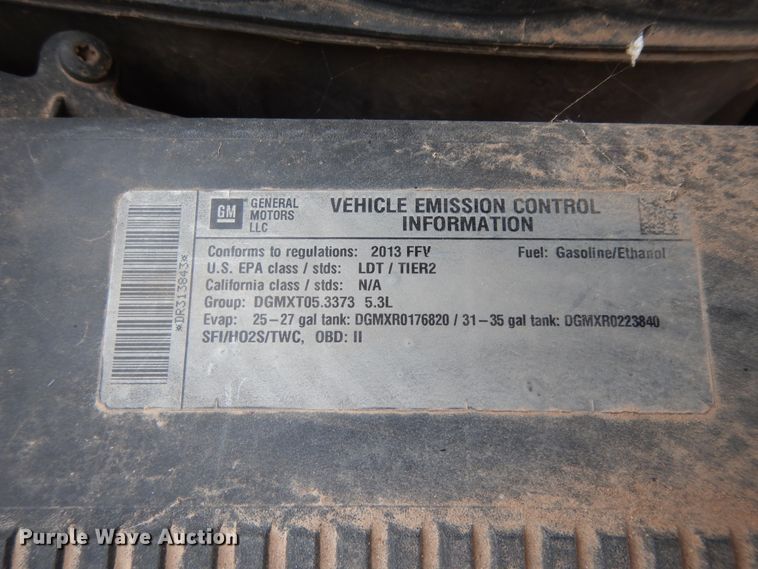 GM
GENERAL
MOTORS
LLC
VEHICLE EMISSION CONTROL
INFORMATION
Conforms to regulations: 2013 FFV Fuel: Gasoline/Ethanol
U.S. EPA class / stds: LDT / TIER2
California class / stds: N/A
Group: DGMXT05.3373 5.3L
Evap: 25-27 gal tank: DGMXR0176820 / 31-35 gal tank: DGMXR0223840
SFI/HO2S/TWC, OBD: II
*DR313843*
Purple Wave Auction